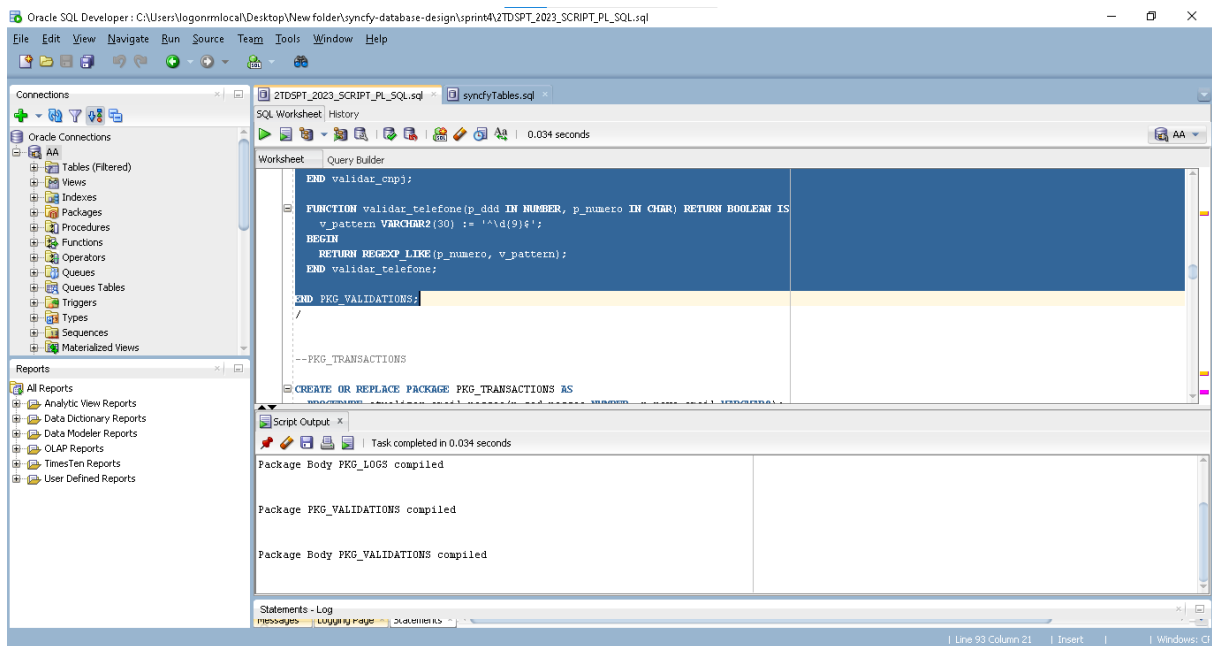 Oracle SQL Developer : C:\Users\logonrmlocal\Desktop\New folder\syncfy-database-design\sprint4\2TDSPT_2023_SCRIPT_PL_SQL.sql
File Edit View Navigate Run Source Team Tools Window Help
Connections
Oracle Connections
AA
Tables (Filtered)
Views
Indexes
Packages
Procedures
Functions
Operators
Queues
Queues Tables
Triggers
Types
Sequences
Materialized Views
Reports
All Reports
Analytic View Reports
Data Dictionary Reports
Data Modeler Reports
OLAP Reports
TimesTen Reports
User Defined Reports
2TDSPT_2023_SCRIPT_PL_SQL.sql syncfyTables.sql
SQL Worksheet History
0.034 seconds AA
Worksheet Query Builder
END validar_cnpj;
FUNCTION validar_telefone(p_ddd IN NUMBER, p_numero IN CHAR) RETURN BOOLEAN IS
v_pattern VARCHAR2(30) := '^\d{9}$';
BEGIN
RETURN REGEXP_LIKE(p_numero, v_pattern);
END validar_telefone;
END PKG_VALIDATIONS;
/
--PKG_TRANSACTIONS
CREATE OR REPLACE PACKAGE PKG_TRANSACTIONS AS
Script Output
Task completed in 0.034 seconds
Package Body PKG_LOGS compiled
Package PKG_VALIDATIONS compiled
Package Body PKG_VALIDATIONS compiled
Statements - Log
Messages Logging Page Statements
Line 93 Column 21 Insert Windows: CR